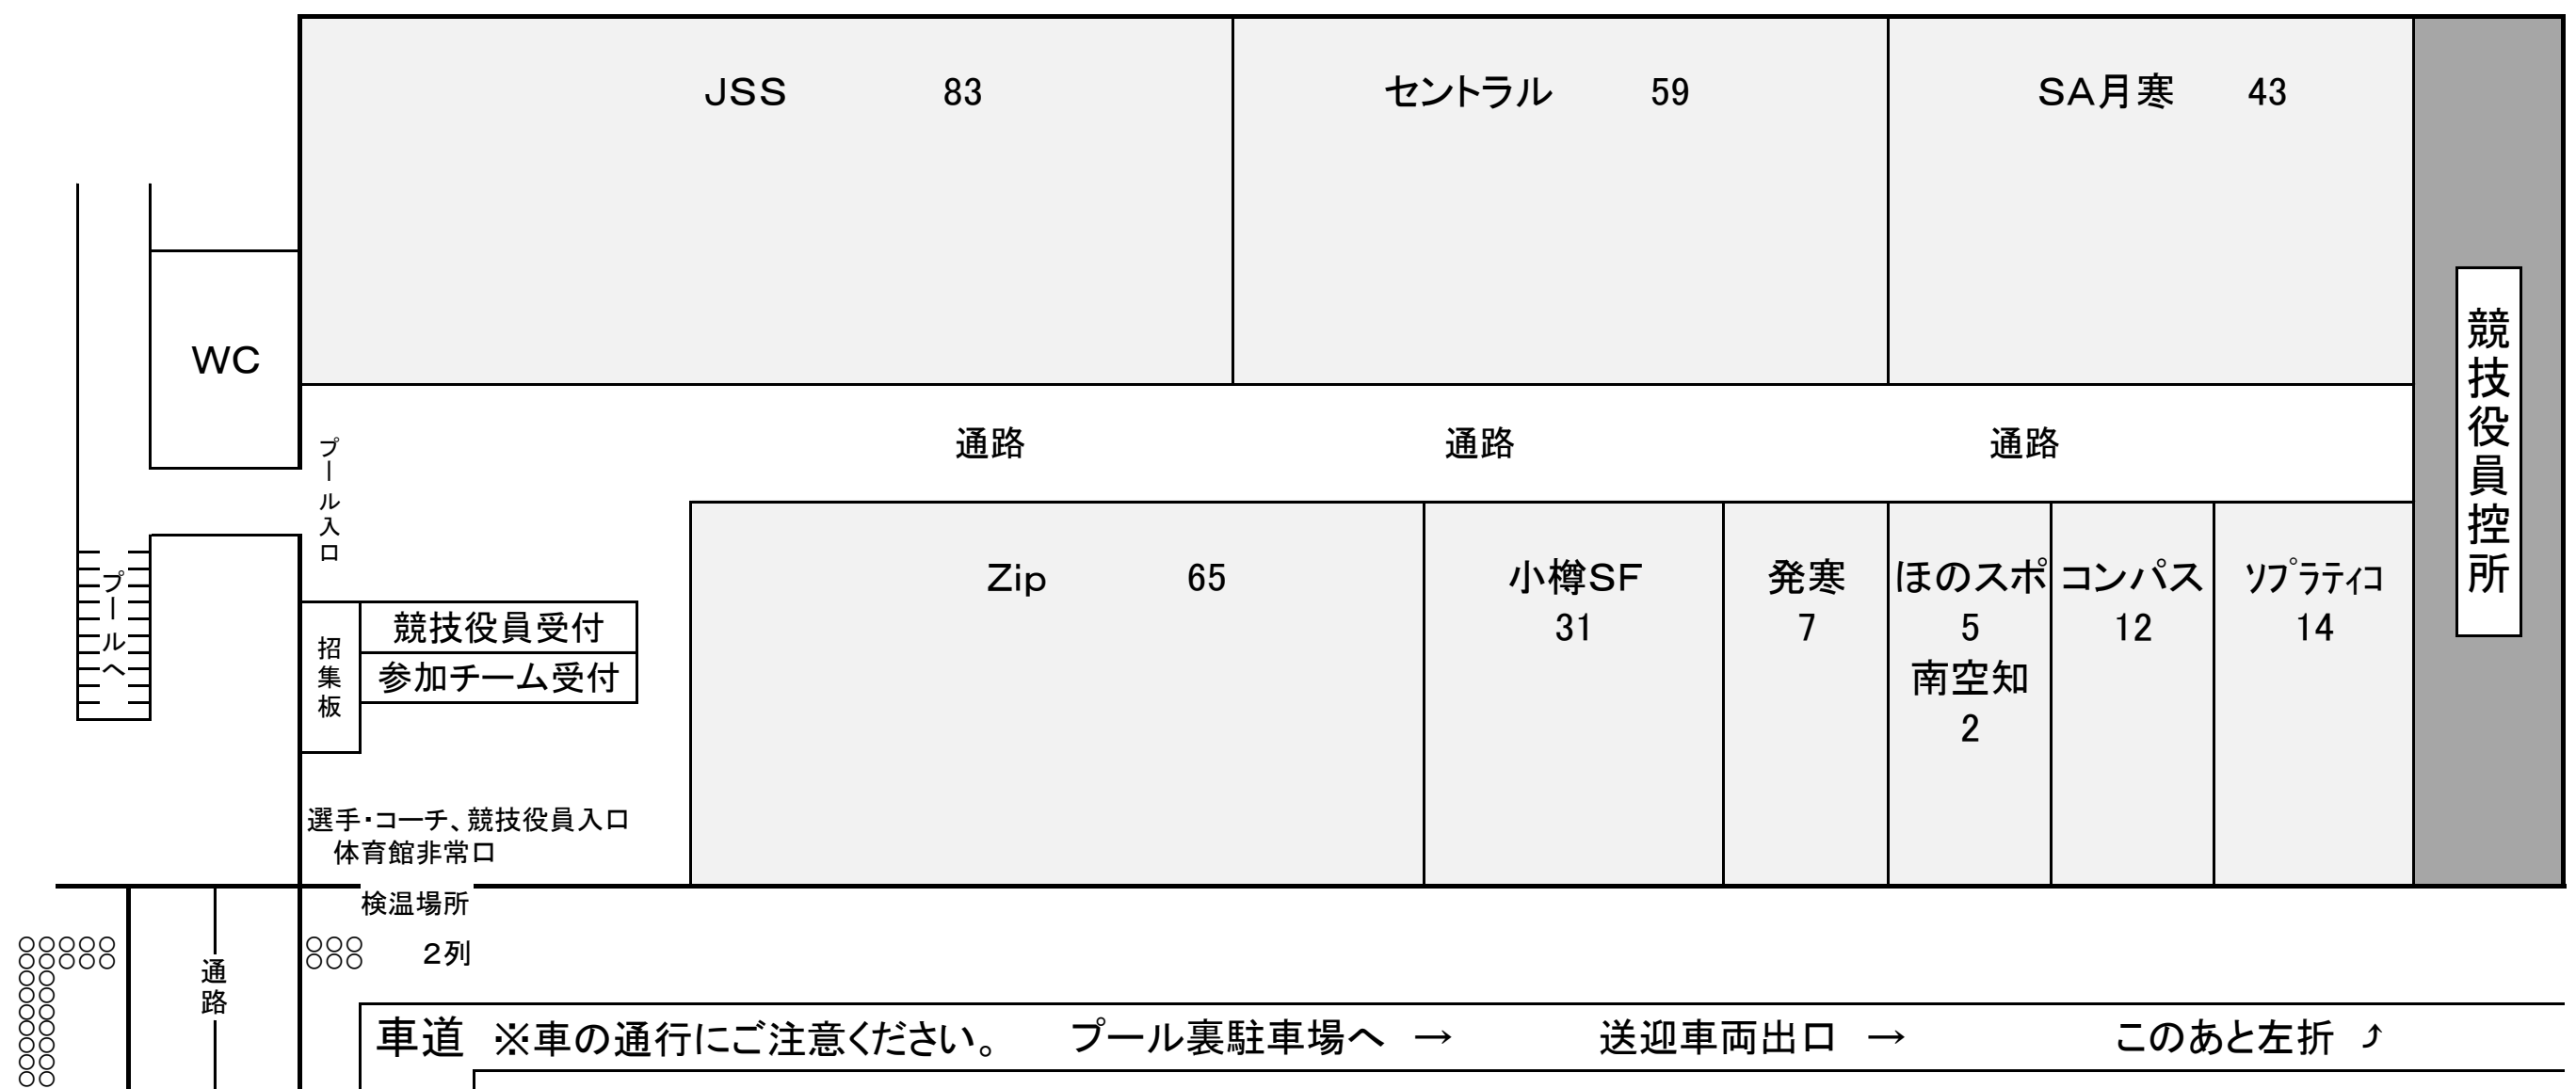 JSS 83
セントラル 59
SA月寒 43
WC
競技役員控所
通路 通路 通路
プール入口
プールへ
Zip 65
小樽SF
31
発寒
7
ほのスポ
5
南空知
2
コンパス
12
ソプラティコ
14
招集板
競技役員受付
参加チーム受付
選手・コーチ、競技役員入口
体育館非常口
検温場所
2列
○○○○○
○○○○○
○○
○○
○○
○○
○○
○○
○○
○○○
○○○
通路
車道 ※車の通行にご注意ください。 プール裏駐車場へ → 送迎車両出口 → このあと左折 ⤴